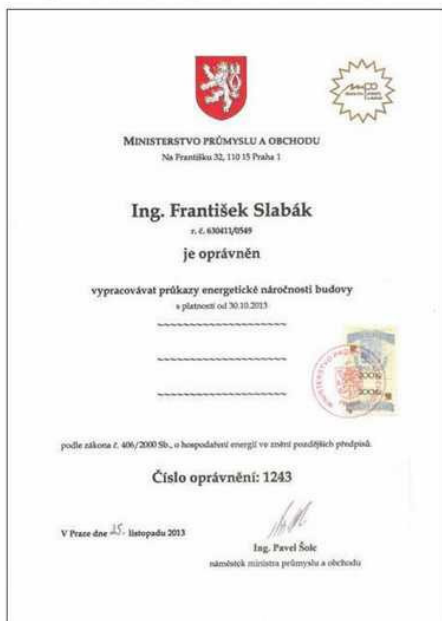 MINISTERSTVO PRŮMYSLU A OBCHODU
Na Františku 32, 110 15 Praha 1
Ing. František Slabák
r. č. 630411/0549
je oprávněn
vypracovávat průkazy energetické náročnosti budovy
s platností od 30.10.2013
podle zákona č. 406/2000 Sb., o hospodaření energií ve znění pozdějších předpisů.
Číslo oprávnění: 1243
V Praze dne 25. listopadu 2013
Ing. Pavel Šolc
náměstek ministra průmyslu a obchodu